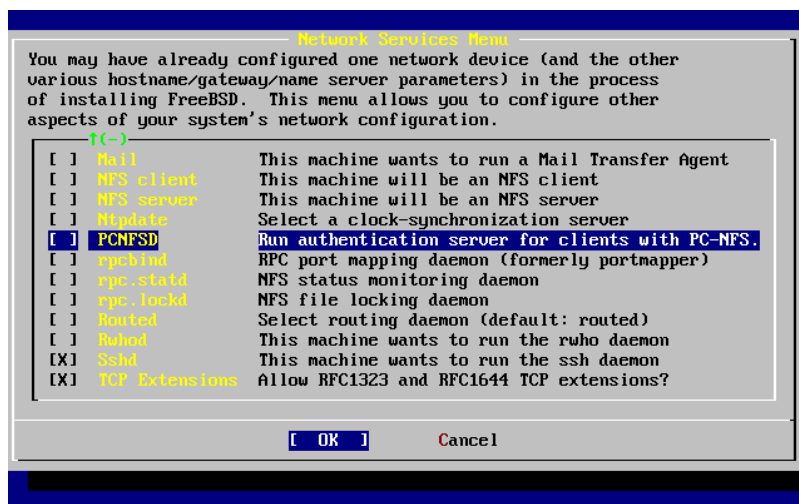 Network Services Menu
You may have already configured one network device (and the other
various hostname/gateway/name server parameters) in the process
of installing FreeBSD.  This menu allows you to configure other
aspects of your system's network configuration.
↑(-)
[ ] Mail This machine wants to run a Mail Transfer Agent
[ ] NFS client This machine will be an NFS client
[ ] NFS server This machine will be an NFS server
[ ] Ntpdate Select a clock-synchronization server
[ ] PCNFSD Run authentication server for clients with PC-NFS.
[ ] rpcbind RPC port mapping daemon (formerly portmapper)
[ ] rpc.statd NFS status monitoring daemon
[ ] rpc.lockd NFS file locking daemon
[ ] Routed Select routing daemon (default: routed)
[ ] Rwhod This machine wants to run the rwho daemon
[X] Sshd This machine wants to run the ssh daemon
[X] TCP Extensions Allow RFC1323 and RFC1644 TCP extensions?
[ OK ] Cancel